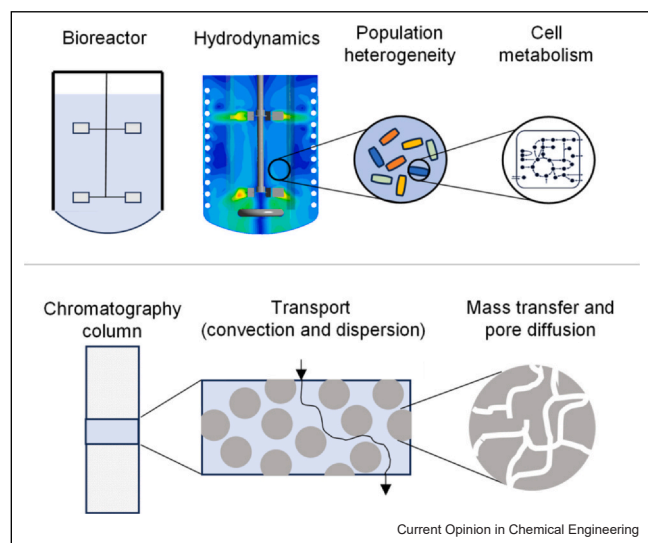 Bioreactor
Hydrodynamics
Population
heterogeneity
Cell
metabolism
Chromatography
column
Transport
(convection and dispersion)
Mass transfer and
pore diffusion
Current Opinion in Chemical Engineering